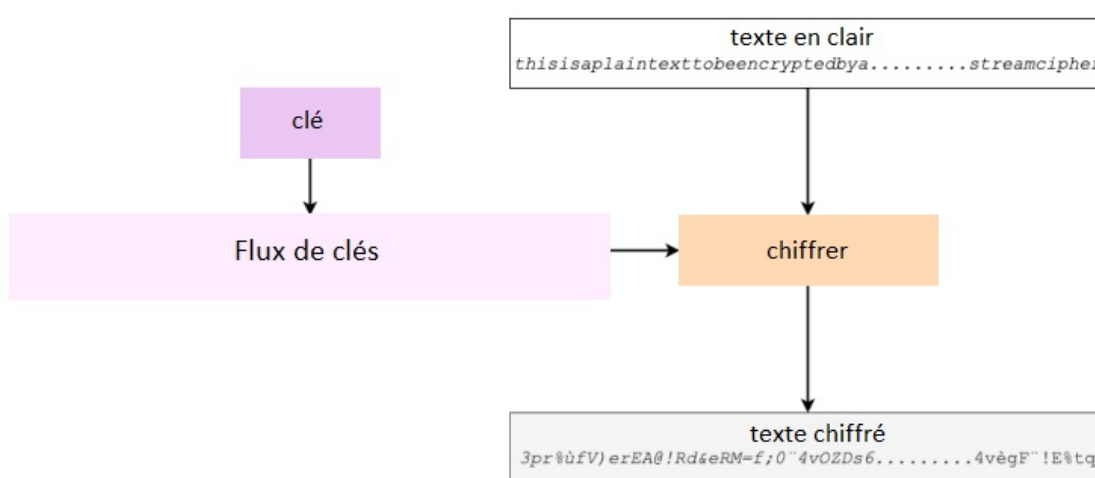 texte en clair
thisisaplaintexttobeencryptedbya.........streamcipher
clé
Flux de clés
chiffrer
texte chiffré
3pr%ùfV)erEA@!Rd&eRM=f;0¨4vOZDs6.........4vègF¨!E%tq